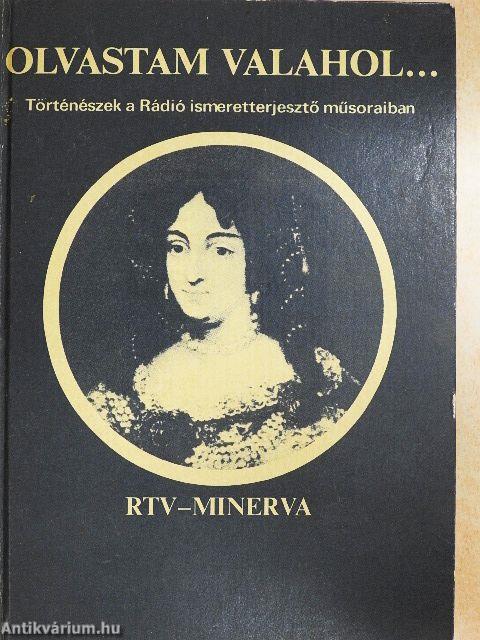 OLVASTAM VALAHOL...
Történészek a Rádió ismeretterjesztő műsoraiban
RTV–MINERVA
Antikvárium.hu